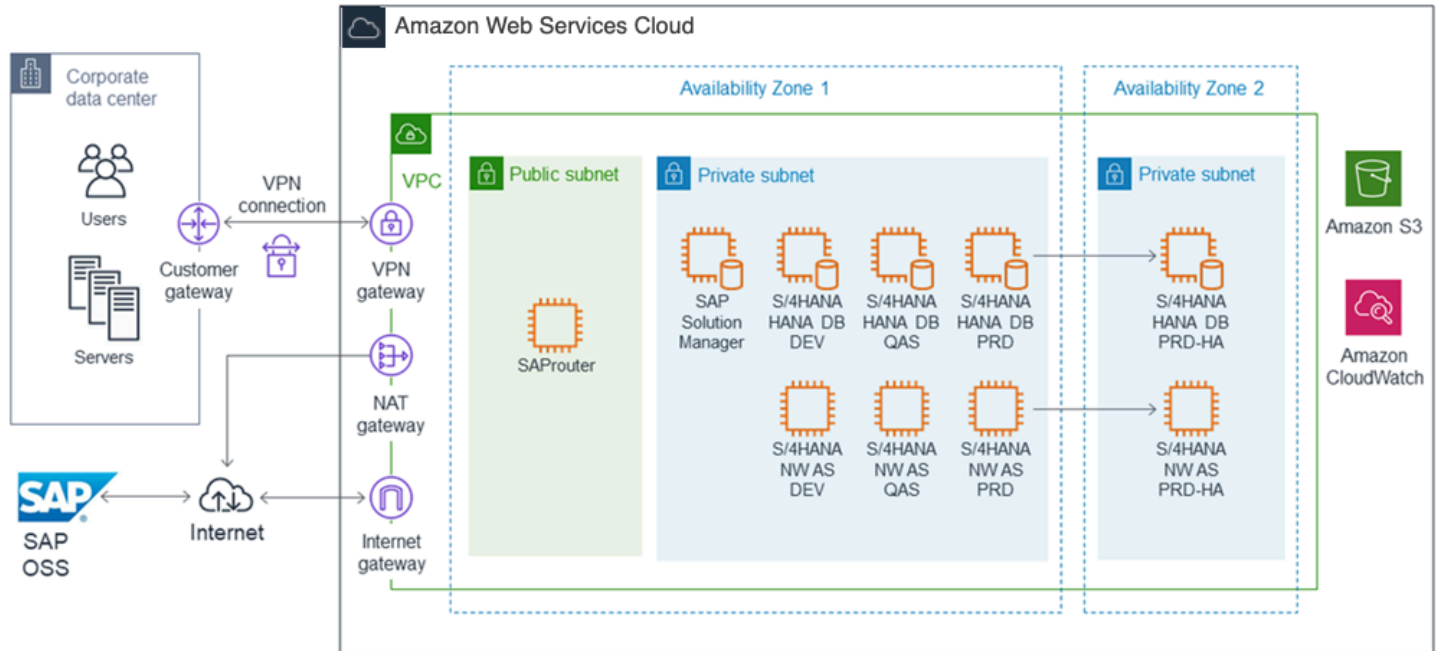 Amazon Web Services Cloud
Corporate
data center
Users
Servers
VPN
connection
Customer
gateway
SAP
®
SAP
OSS
Internet
VPC
VPN
gateway
NAT
gateway
Internet
gateway
Availability Zone 1
Public subnet
SAProuter
Private subnet
SAP
Solution
Manager
S/4HANA
HANA DB
DEV
S/4HANA
HANA DB
QAS
S/4HANA
HANA DB
PRD
S/4HANA
NW AS
DEV
S/4HANA
NW AS
QAS
S/4HANA
NW AS
PRD
Availability Zone 2
Private subnet
S/4HANA
HANA DB
PRD-HA
S/4HANA
NW AS
PRD-HA
Amazon S3
Amazon
CloudWatch